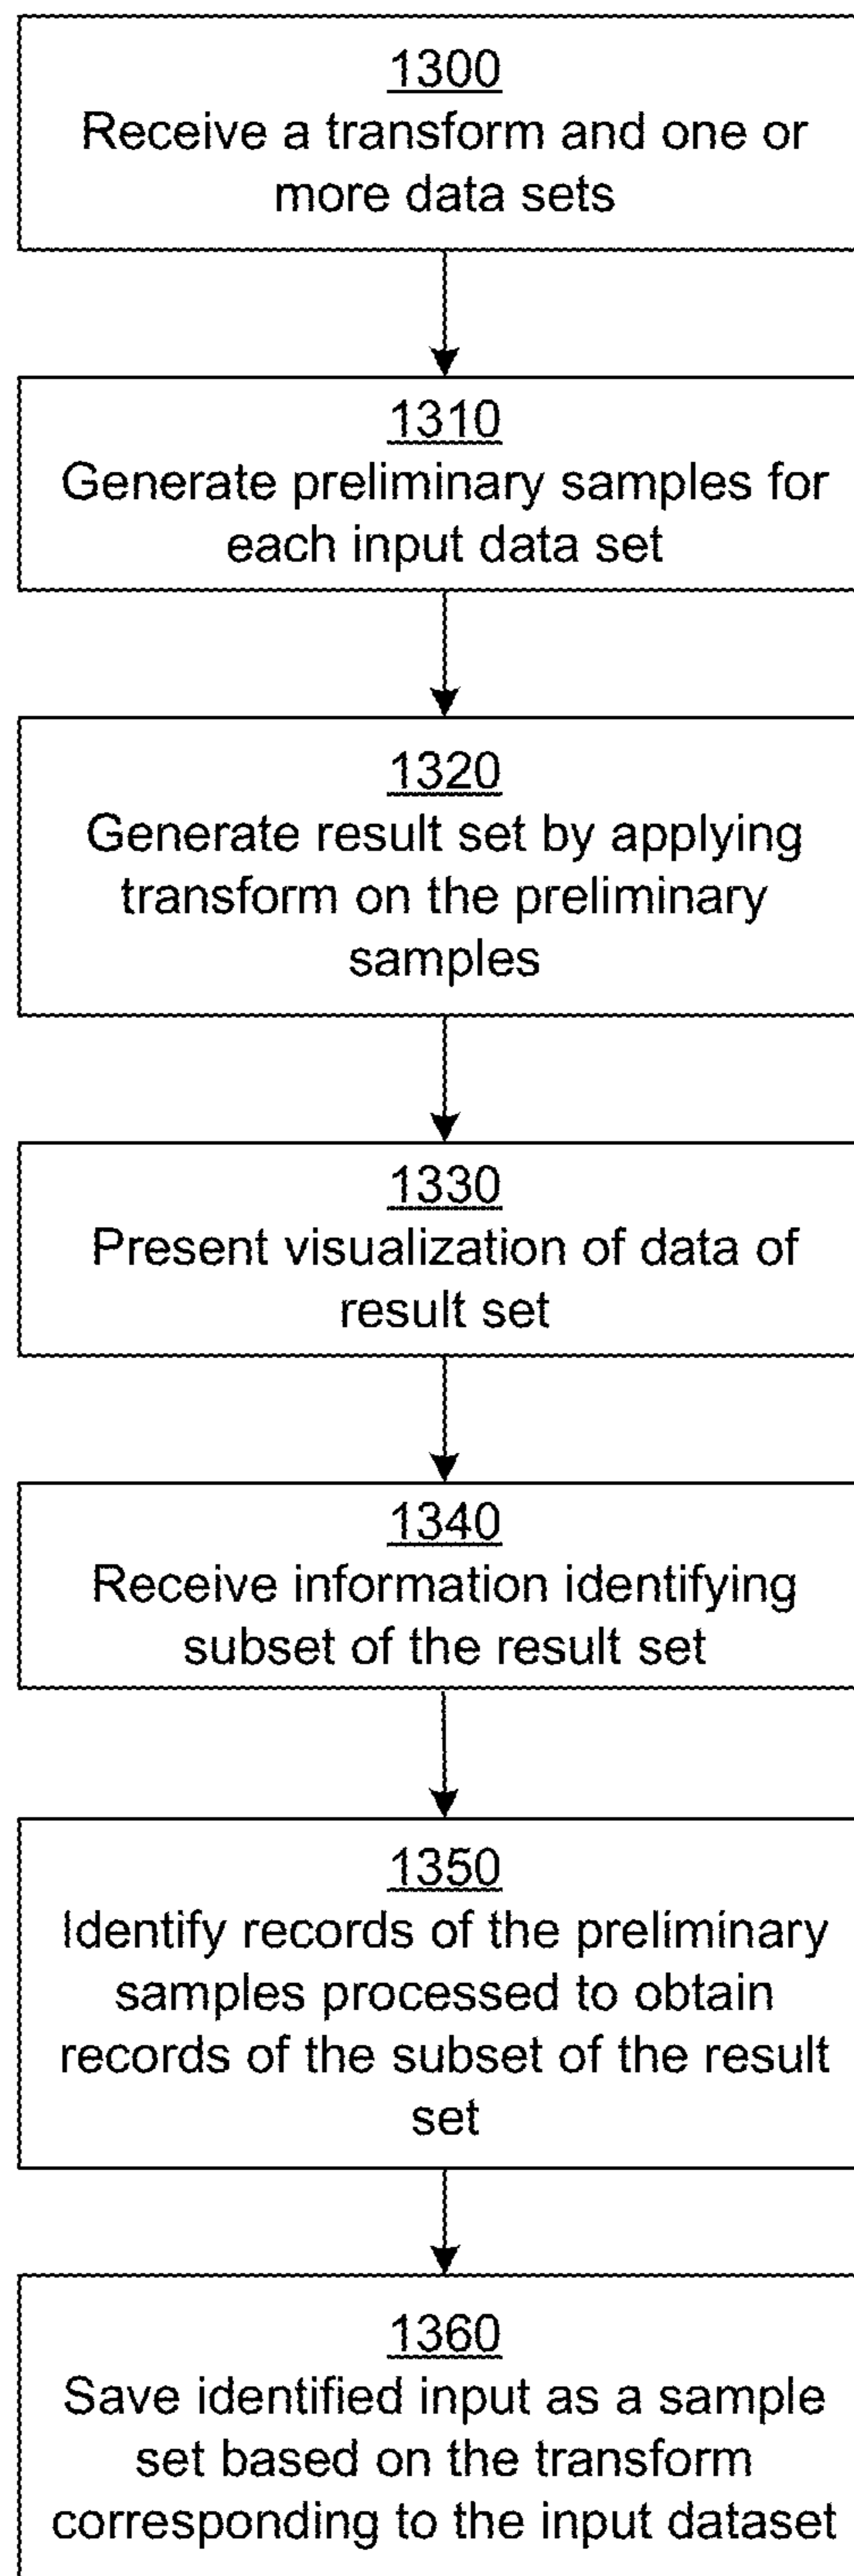 1300
Receive a transform and one or
more data sets
1310
Generate preliminary samples for
each input data set
1320
Generate result set by applying
transform on the preliminary
samples
1330
Present visualization of data of
result set
1340
Receive information identifying
subset of the result set
1350
Identify records of the preliminary
samples processed to obtain
records of the subset of the result
set
1360
Save identified input as a sample
set based on the transform
corresponding to the input dataset